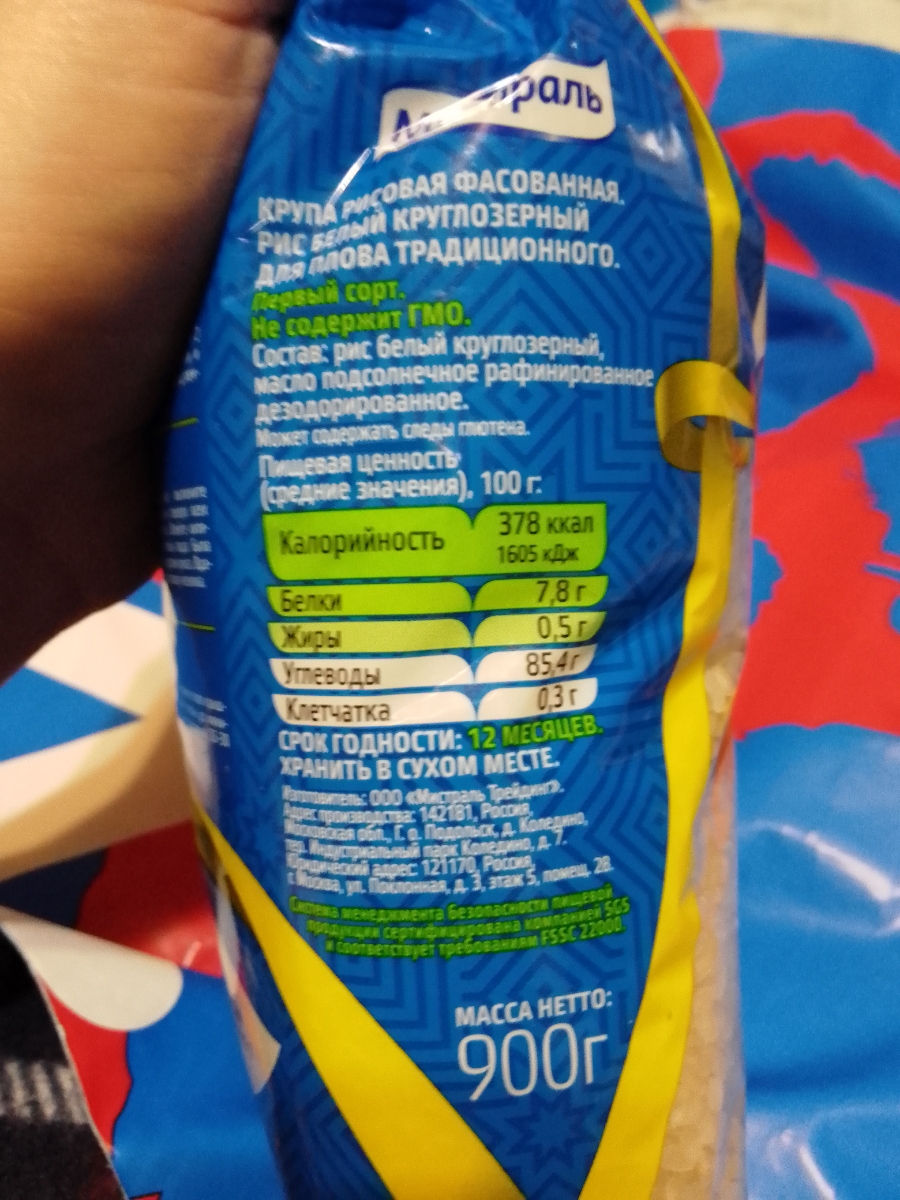 Мистраль
КРУПА РИСОВАЯ ФАСОВАННАЯ.
РИС БЕЛЫЙ КРУГЛОЗЕРНЫЙ
ДЛЯ ПЛОВА ТРАДИЦИОННОГО.
Первый сорт.
Не содержит ГМО.
Состав: рис белый круглозерный,
масло подсолнечное рафинированное
дезодорированное.
Может содержать следы глютена.
Пищевая ценность
(средние значения), 100 г:
Калорийность 378 ккал
1605 кДж
Белки 7,8 г
Жиры 0,5 г
Углеводы 85,4 г
Клетчатка 0,3 г
СРОК ГОДНОСТИ: 12 МЕСЯЦЕВ.
ХРАНИТЬ В СУХОМ МЕСТЕ.
Изготовитель: ООО «Мистраль Трейдинг».
Адрес производства: 142181, Россия,
Московская обл., Г. о. Подольск, д. Коледино,
тер. Индустриальный парк Коледино, д. 7.
Юридический адрес: 121170, Россия,
г. Москва, ул. Поклонная, д. 3, этаж 5, помещ. 28.
Система менеджмента безопасности пищевой
продукции сертифицирована компанией SGS
и соответствует требованиям FSSC 22000.
МАССА НЕТТО:
900г